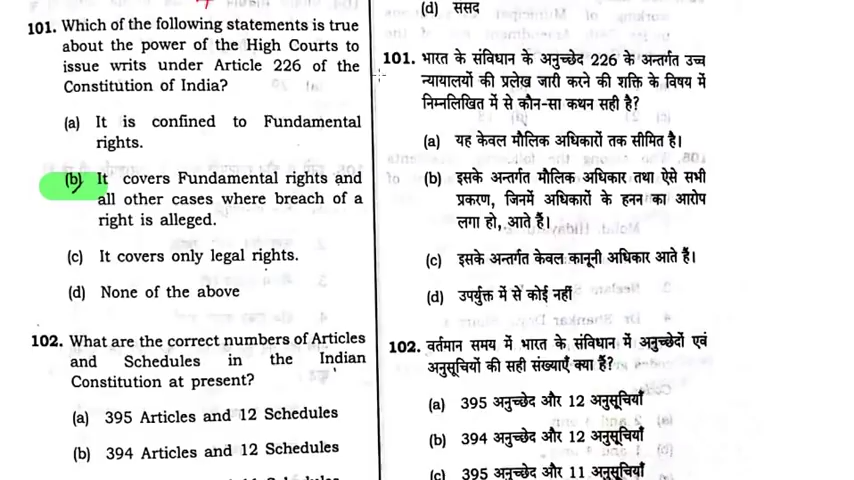 101. Which of the following statements is true
about the power of the High Courts to
issue writs under Article 226 of the
Constitution of India?
(a) It is confined to Fundamental
rights.
(b) It covers Fundamental rights and
all other cases where breach of a
right is alleged.
(c) It covers only legal rights.
(d) None of the above
102. What are the correct numbers of Articles
and Schedules in the Indian
Constitution at present?
(a) 395 Articles and 12 Schedules
(b) 394 Articles and 12 Schedules
(d) संसद
101. भारत के संविधान के अनुच्छेद 226 के अन्तर्गत उच्च
न्यायालयों की प्रलेख जारी करने की शक्ति के विषय में
निम्नलिखित में से कौन-सा कथन सही है?
(a) यह केवल मौलिक अधिकारों तक सीमित है।
(b) इसके अन्तर्गत मौलिक अधिकार तथा ऐसे सभी
प्रकरण, जिनमें अधिकारों के हनन का आरोप
लगा हो, आते हैं।
(c) इसके अन्तर्गत केवल कानूनी अधिकार आते हैं।
(d) उपर्युक्त में से कोई नहीं
102. वर्तमान समय में भारत के संविधान में अनुच्छेदों एवं
अनुसूचियों की सही संख्याएँ क्या हैं?
(a) 395 अनुच्छेद और 12 अनुसूचियाँ
(b) 394 अनुच्छेद और 12 अनुसूचियाँ
(c) 395 अनुच्छेद और 11 अनुसूचियाँ